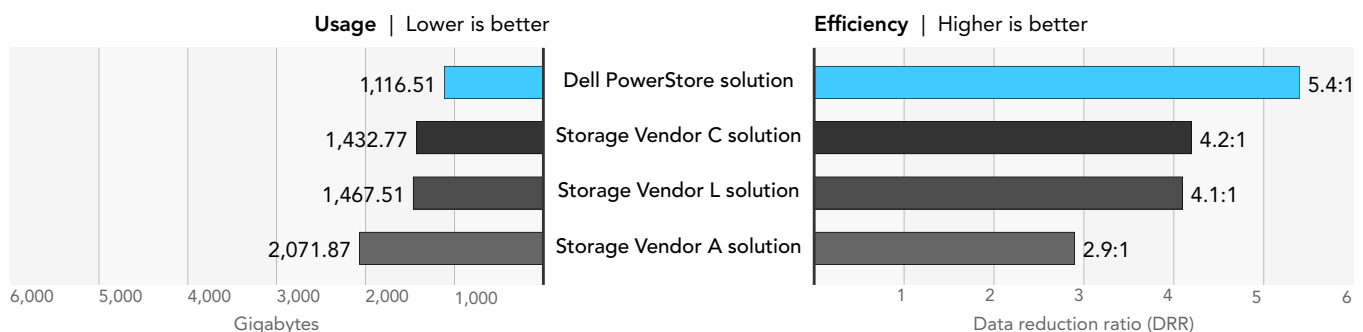 Usage | Lower is better
Efficiency | Higher is better
1,116.51
Dell PowerStore solution
5.4:1
1,432.77
Storage Vendor C solution
4.2:1
1,467.51
Storage Vendor L solution
4.1:1
2,071.87
Storage Vendor A solution
2.9:1
6,000 5,000 4,000 3,000 2,000 1,000
1 2 3 4 5 6
Gigabytes
Data reduction ratio (DRR)